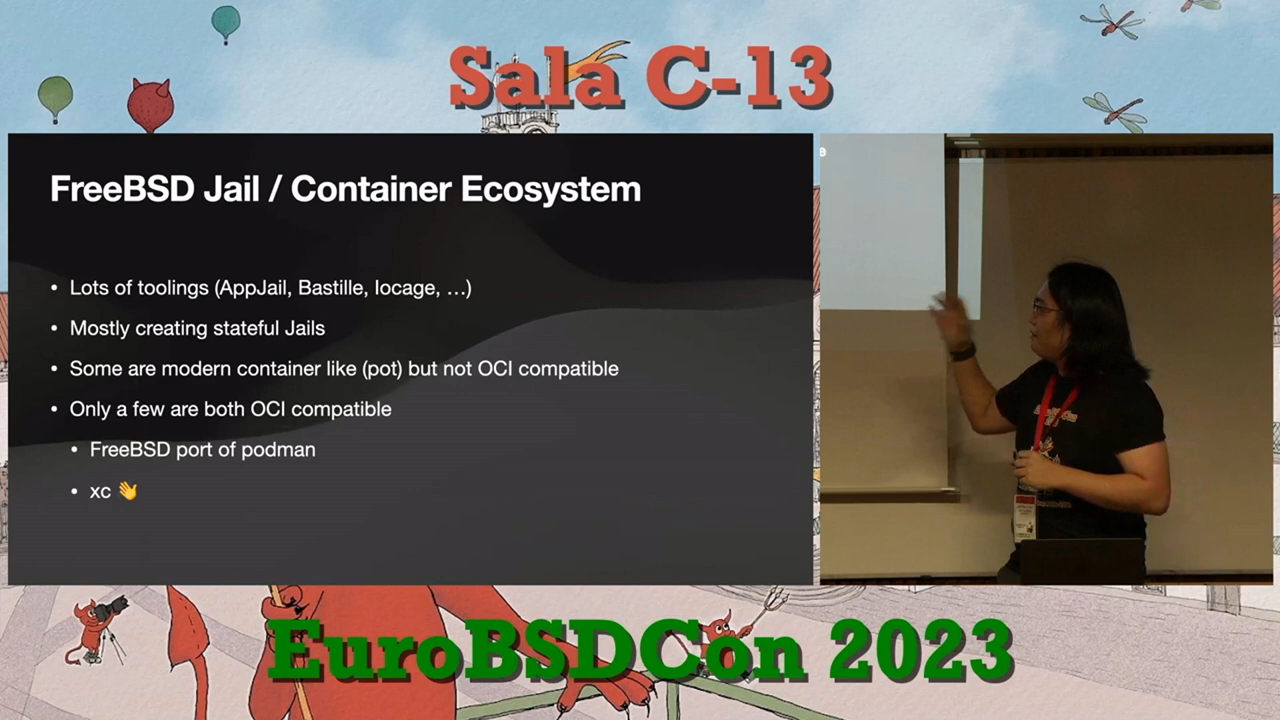 Sala C-13
FreeBSD Jail / Container Ecosystem
• Lots of toolings (AppJail, Bastille, Iocage, …)
• Mostly creating stateful Jails
• Some are modern container like (pot) but not OCI compatible
• Only a few are both OCI compatible
• FreeBSD port of podman
• xc 👋
EuroBSDCon 2023